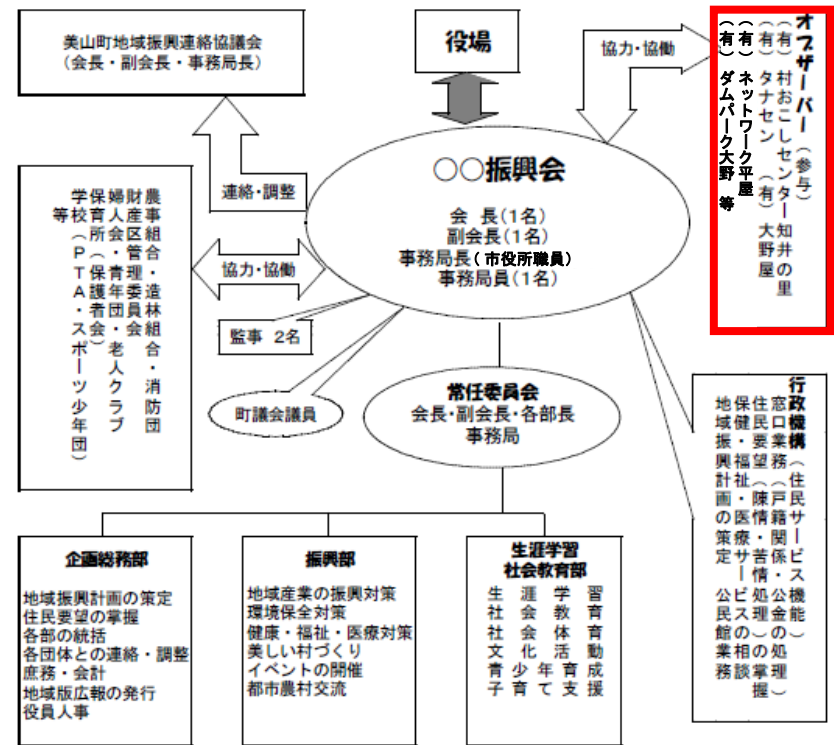 美山町地域振興連絡協議会
(会長・副会長・事務局長)
役場
協力・協働
オブザーバー(参与)
(有)村おこしセンター知井の里
(有)タナセン (有)大野屋
(有)ネットワーク平屋
(有)ダムパーク大野 等
連絡・調整
○○振興会
会 長(1名)
副会長(1名)
事務局長(市役所職員)
事務局員(1名)
農事組合・造林組合・消防団
財産区管理委員会
婦人会・青年団・老人クラブ
保育所(保護者会)
学校(PTA・スポーツ少年団)
等
協力・協働
監事 2名
町議会議員
常任委員会
会長・副会長・各部長
事務局
行政機構(住民サービス機能)
窓口業務(戸籍関係・公金の処理)
住民要望・陳情・苦情処理)の掌握
保健・福祉・医療サービスの相談
地域振興計画の策定 公民館業務
企画総務部
地域振興計画の策定
住民要望の掌握
各部の統括
各団体との連絡・調整
庶務・会計
地域版広報の発行
役員人事
振興部
地域産業の振興対策
環境保全対策
健康・福祉・医療対策
美しい村づくり
イベントの開催
都市農村交流
生涯学習
社会教育部
生涯学習
社会教育
社会体育
文化活動
青少年育成
子育て支援